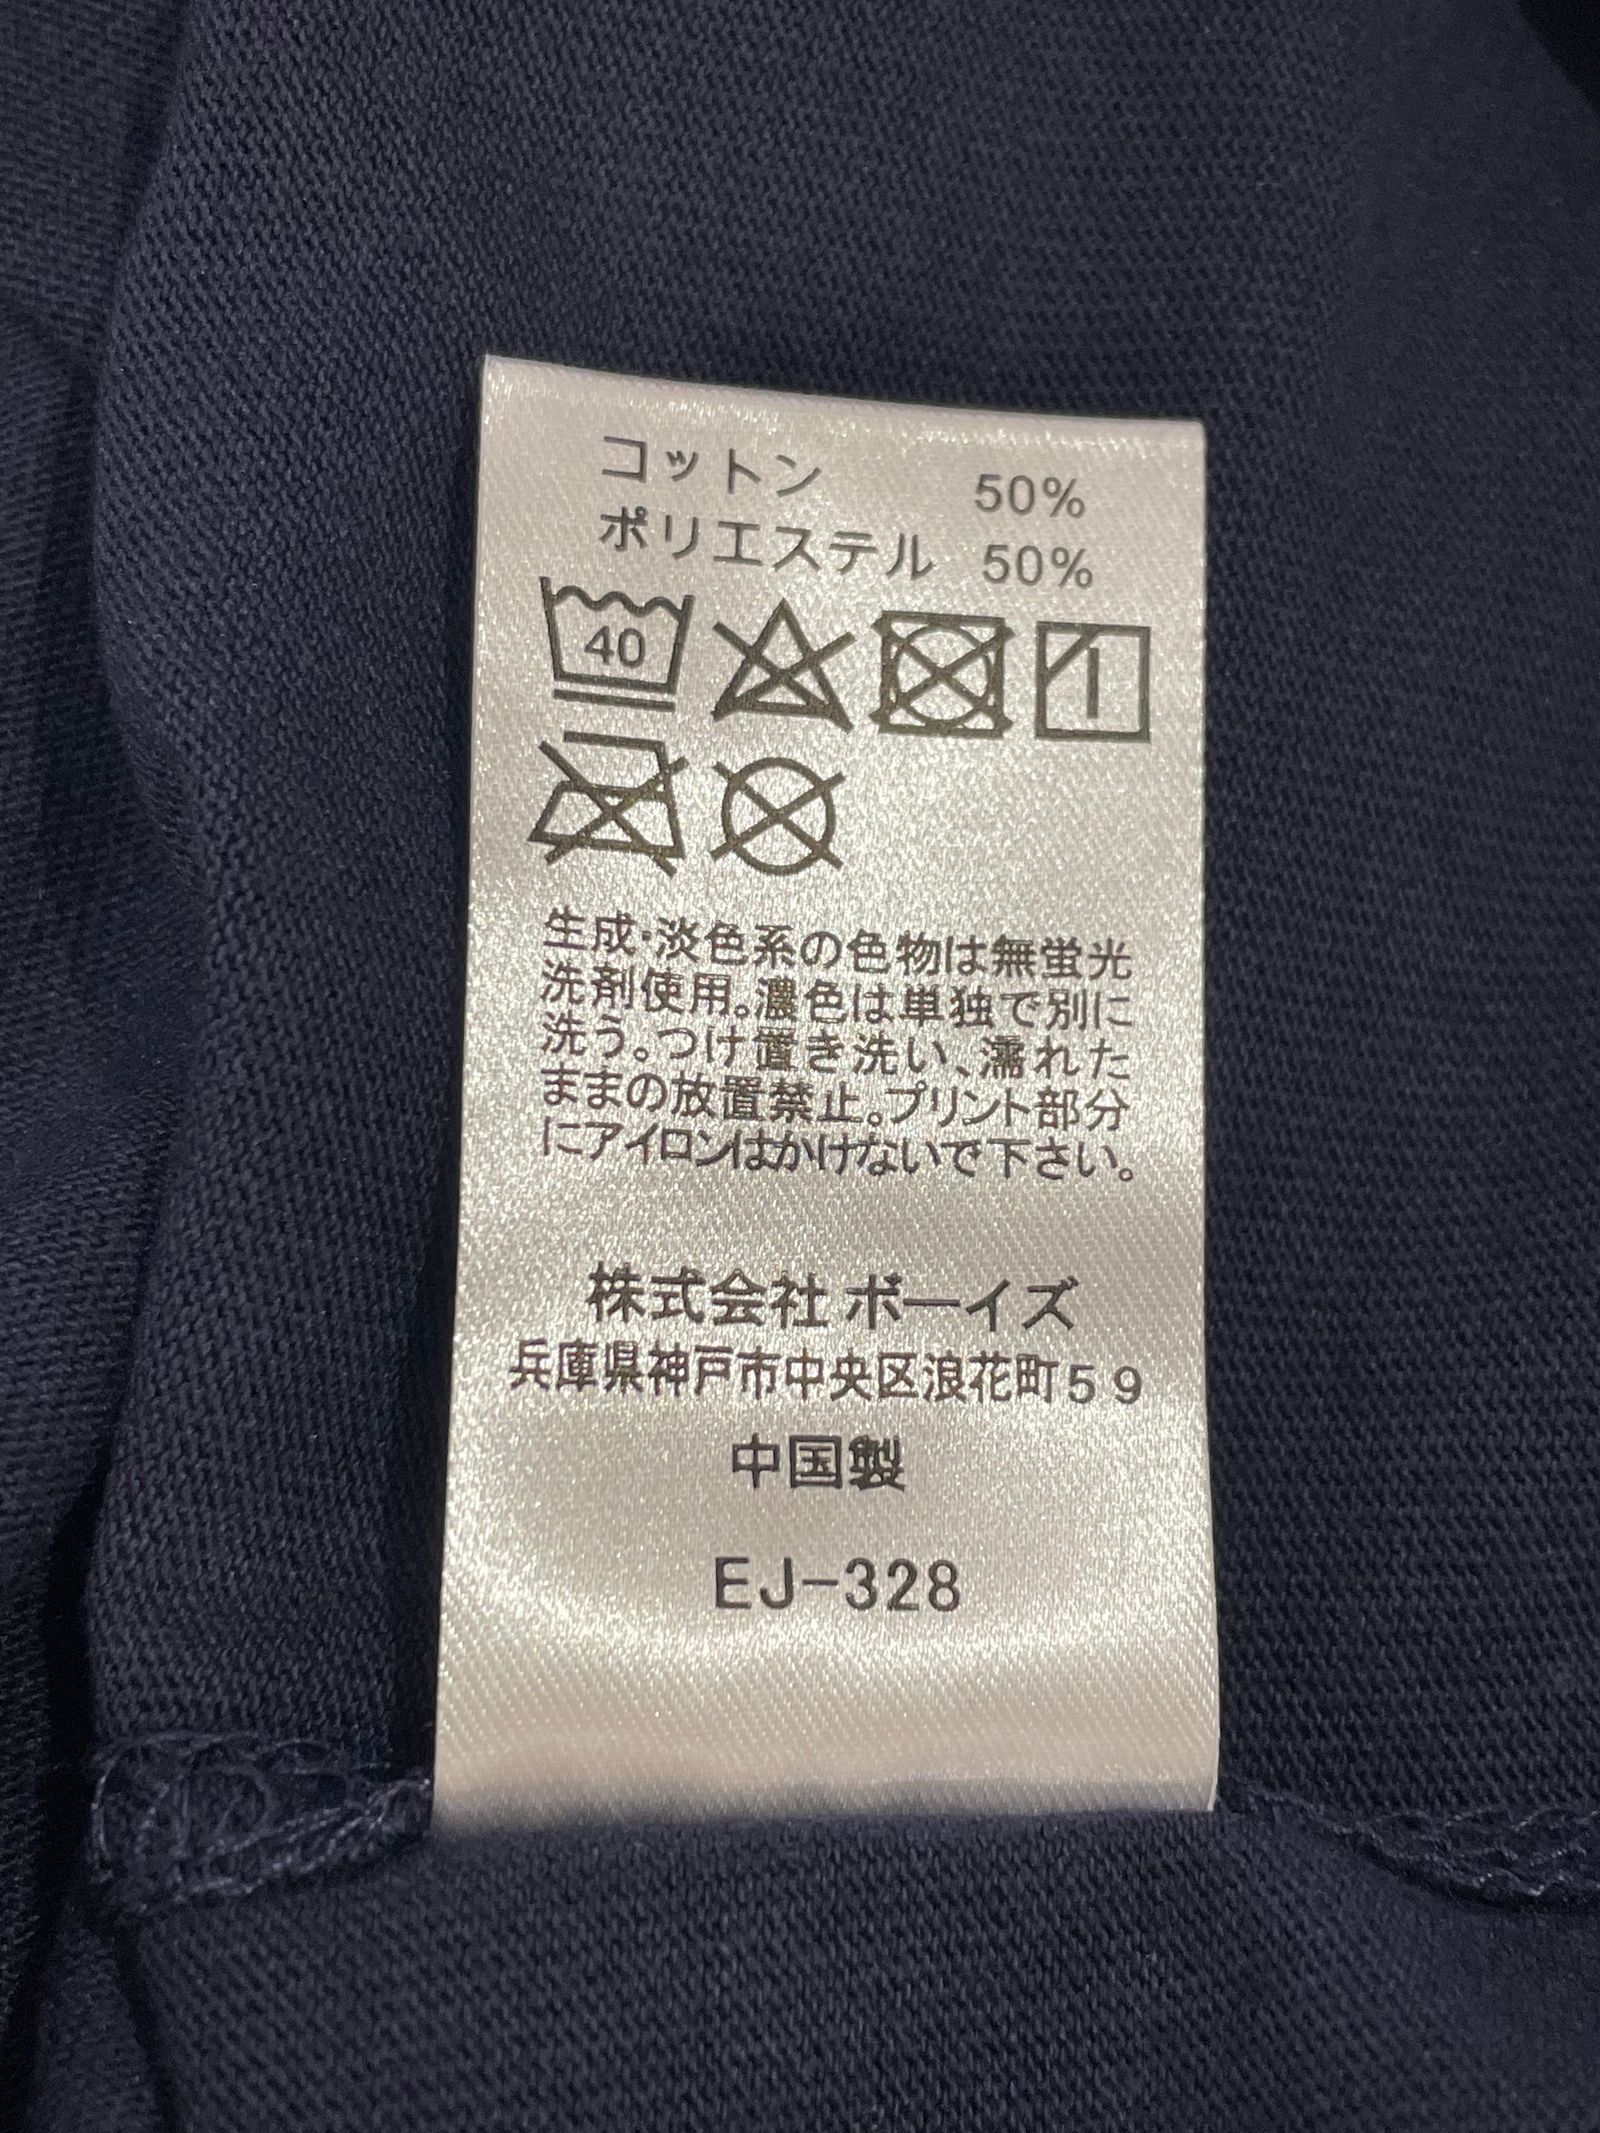 コットン 50%
ポリエステル 50%
40
生成・淡色系の色物は無蛍光
洗剤使用。濃色は単独で別に
洗う。つけ置き洗い、濡れた
ままの放置禁止。プリント部分
にアイロンはかけないで下さい。
株式会社 ボーイズ
兵庫県神戸市中央区浪花町59
中国製
EJ-328